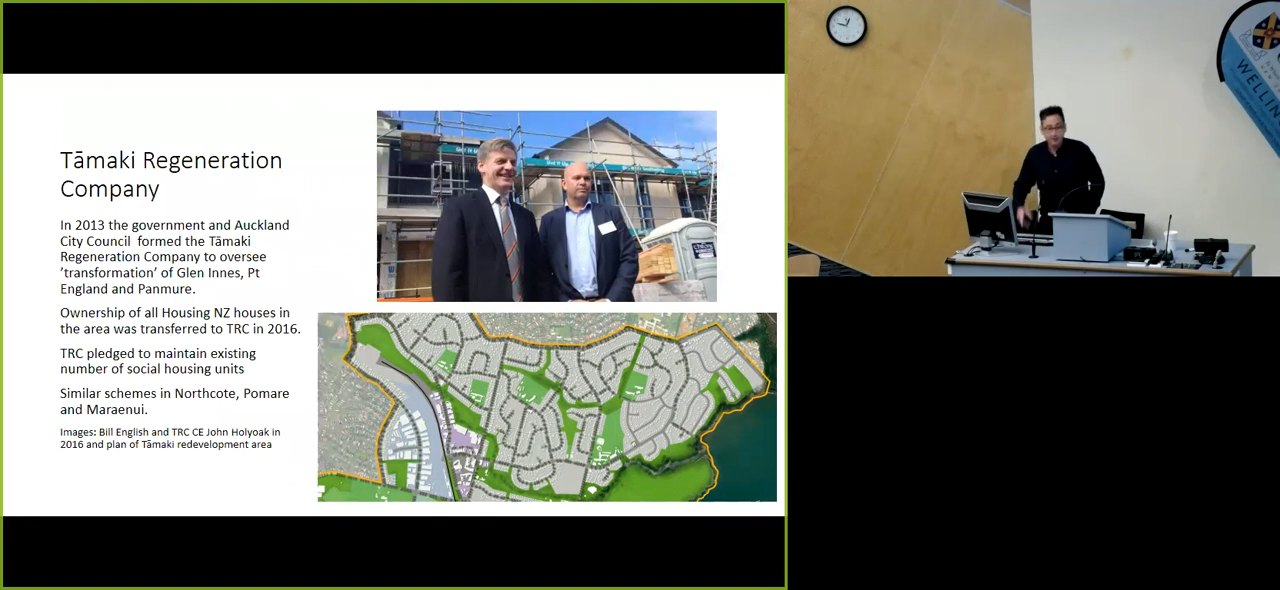 Tāmaki Regeneration
Company
In 2013 the government and Auckland
City Council formed the Tāmaki
Regeneration Company to oversee
’transformation’ of Glen Innes, Pt
England and Panmure.
Ownership of all Housing NZ houses in
the area was transferred to TRC in 2016.
TRC pledged to maintain existing
number of social housing units
Similar schemes in Northcote, Pomare
and Maraenui.
Images: Bill English and TRC CE John Holyoak in
2016 and plan of Tāmaki redevelopment area
WELLIN